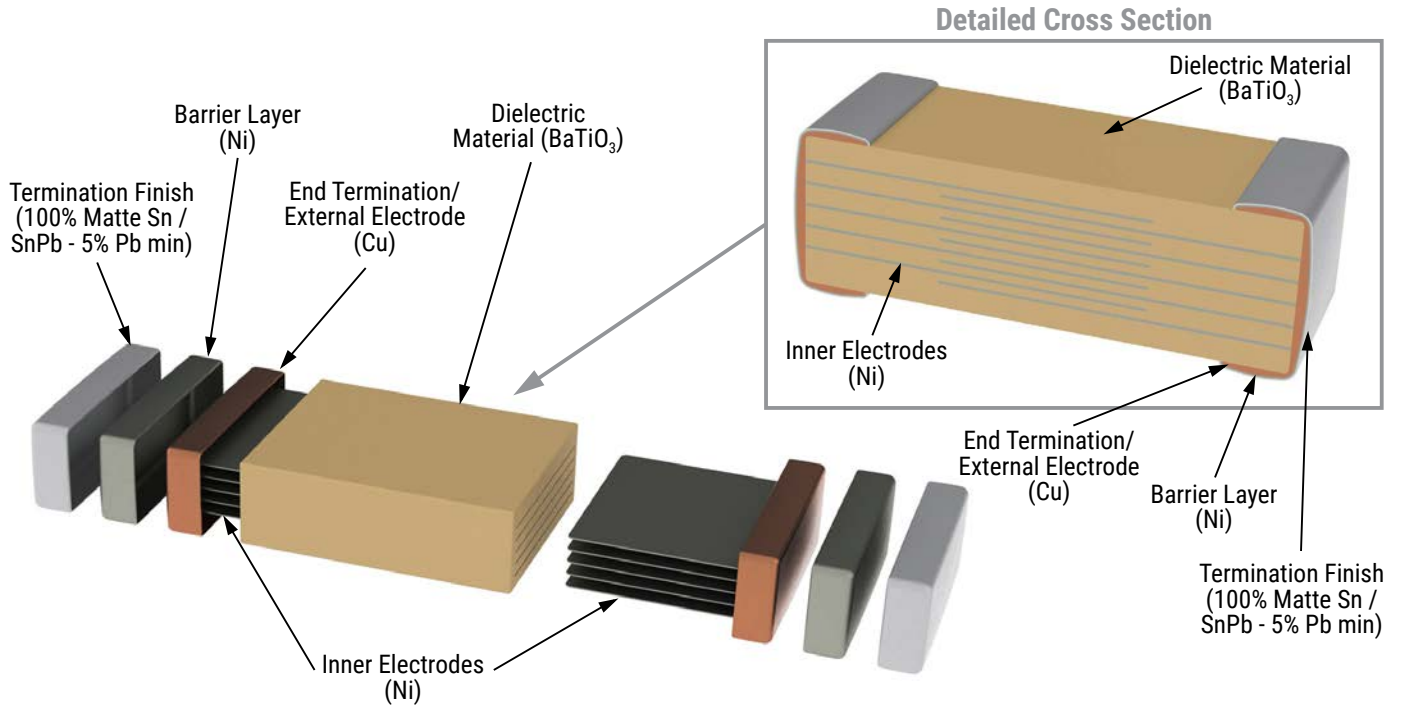 Detailed Cross Section
Dielectric Material
(BaTiO₃)
Inner Electrodes
(Ni)
End Termination/
External Electrode
(Cu)
Barrier Layer
(Ni)
Termination Finish
(100% Matte Sn /
SnPb - 5% Pb min)
Barrier Layer
(Ni)
Dielectric
Material (BaTiO₃)
Termination Finish
(100% Matte Sn /
SnPb - 5% Pb min)
End Termination/
External Electrode
(Cu)
Inner Electrodes
(Ni)